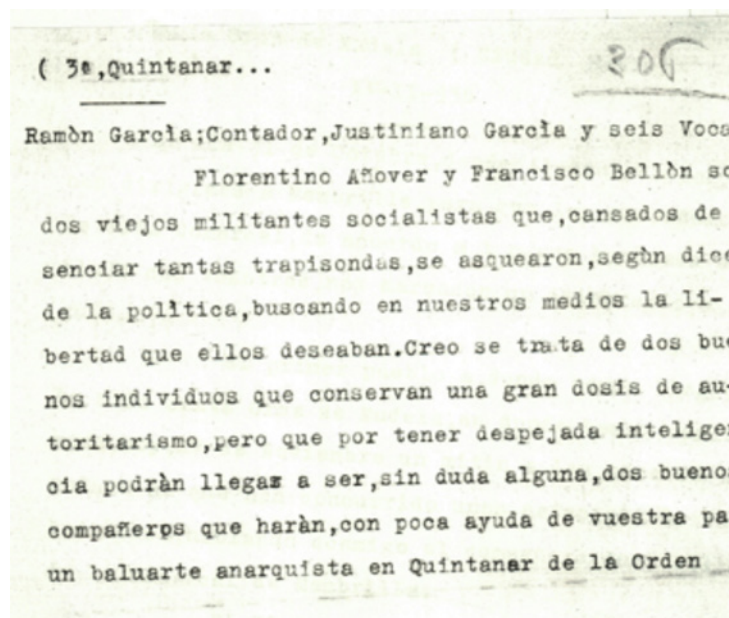 ( 3º,Quintanar...
306
Ramòn Garcìa;Contador,Justiniano Garcìa y seis Voca
Florentino Añover y Francisco Bellòn so
dos viejos militantes socialistas que,cansados de
senciar tantas trapisondas,se asquearon,segùn dice
de la polìtica,buscando en nuestros medios la li-
bertad que ellos deseaban.Creo se trata de dos bue
nos individuos que conservan una gran dosis de au-
toritarismo,pero que por tener despejada inteligen
cia podràn llegar a ser,sin duda alguna,dos buenos
compañeros que haràn,con poca ayuda de vuestra pa
un baluarte anarquista en Quintanar de la Orden